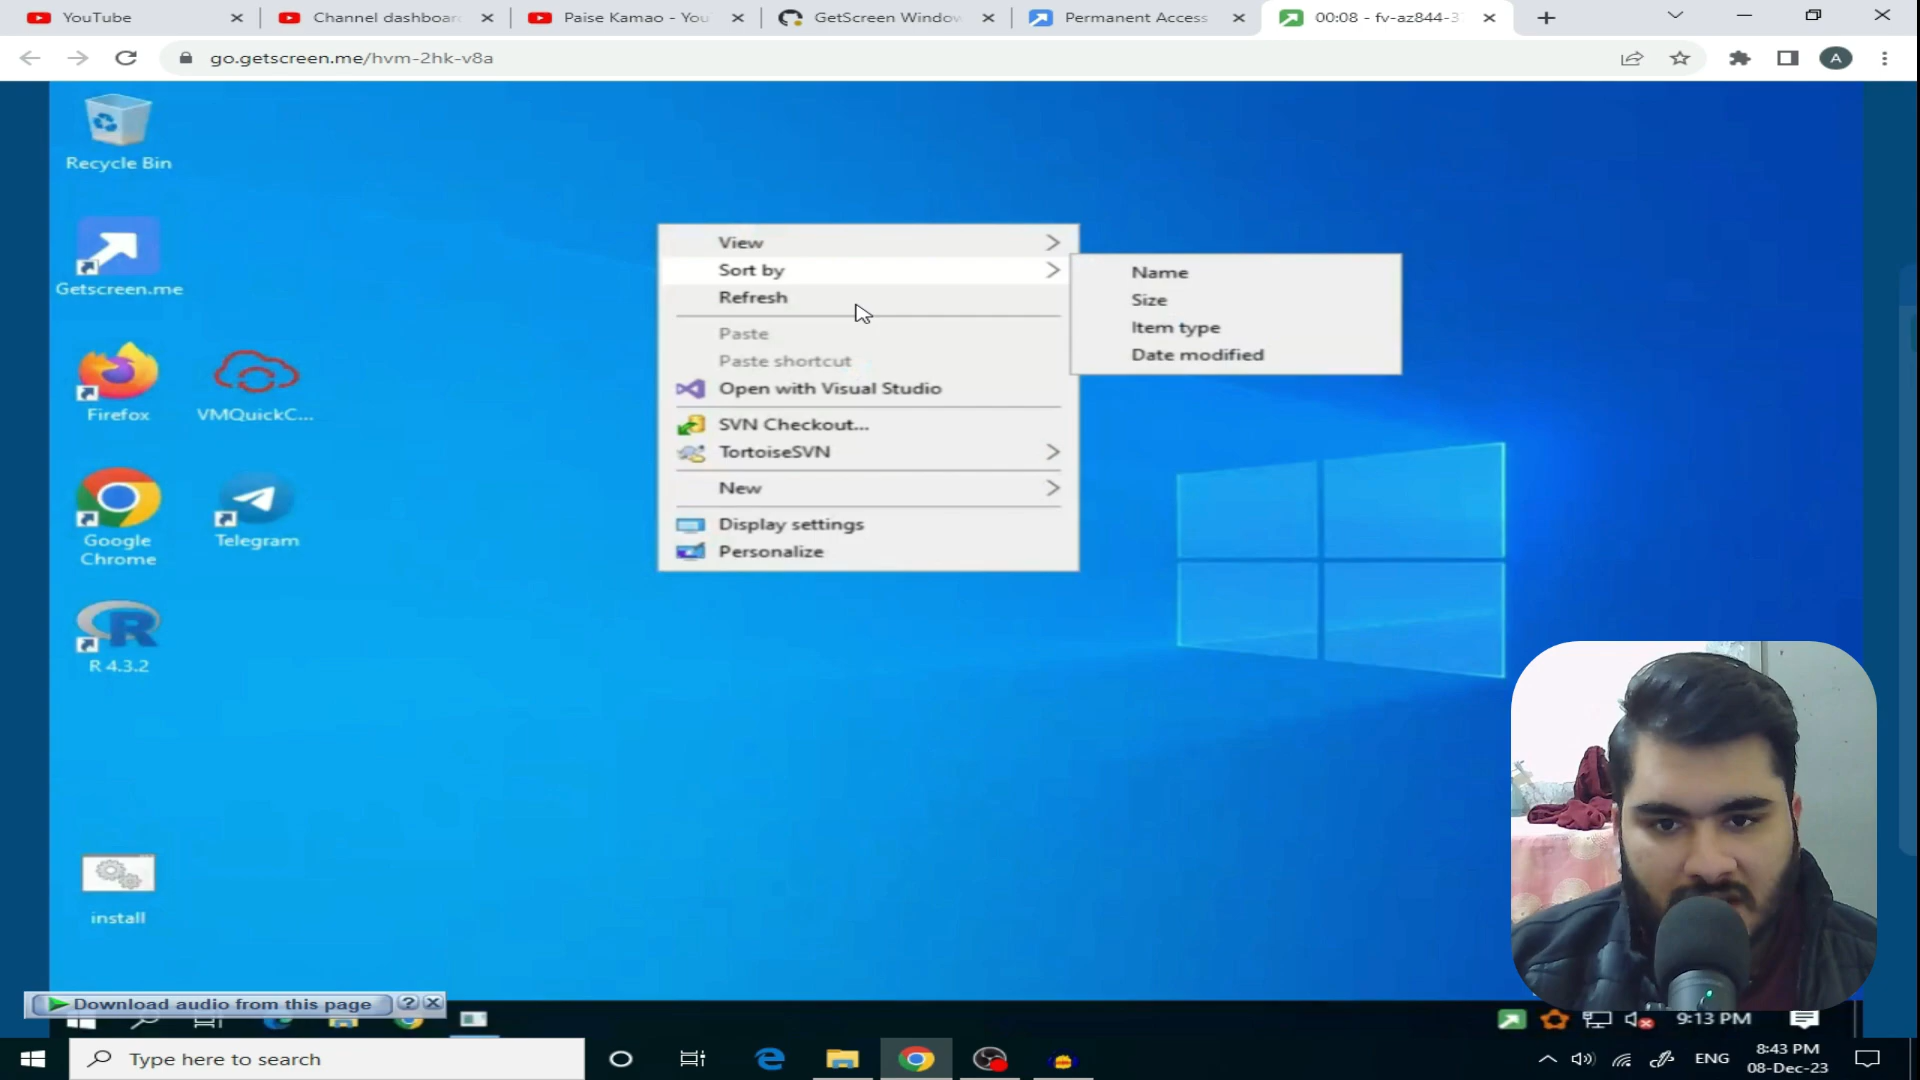 YouTube
Channel dashboar
Paise Kamao - You
GetScreen Window
Permanent Access
00:08 - fv-az844-3
go.getscreen.me/hvm-2hk-v8a
A
Recycle Bin
Getscreen.me
Firefox
VMQuickC...
Google
Chrome
Telegram
R 4.3.2
install
View
Sort by
Refresh
Paste
Paste shortcut
Open with Visual Studio
SVN Checkout...
TortoiseSVN
New
Display settings
Personalize
Name
Size
Item type
Date modified
Download audio from this page
?
9:13 PM
Type here to search
ENG
8:43 PM
08-Dec-23